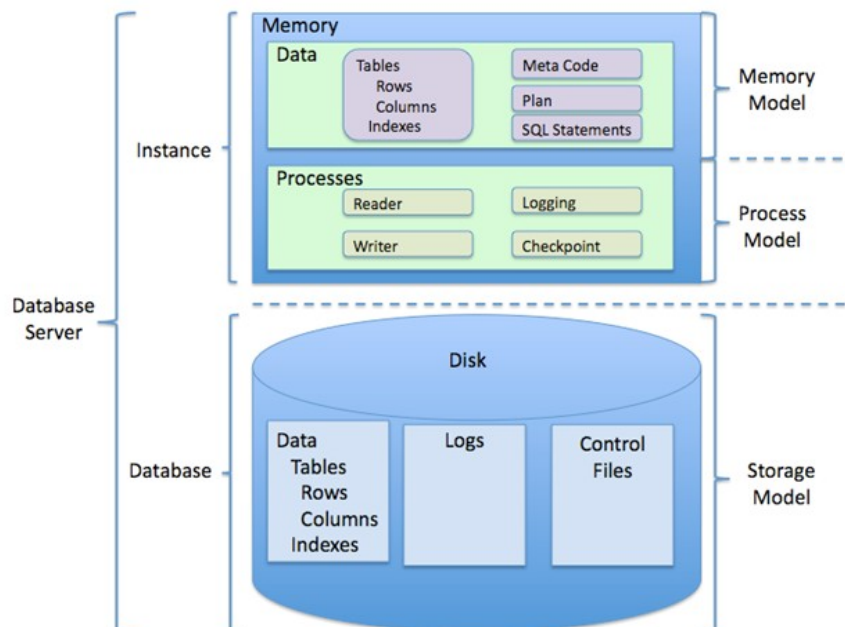 Memory
Data
Tables
Rows
Columns
Indexes
Meta Code
Plan
SQL Statements
Memory
Model
Instance
Processes
Reader
Logging
Writer
Checkpoint
Process
Model
Database
Server
Disk
Data
Tables
Rows
Columns
Indexes
Logs
Control
Files
Database
Storage
Model